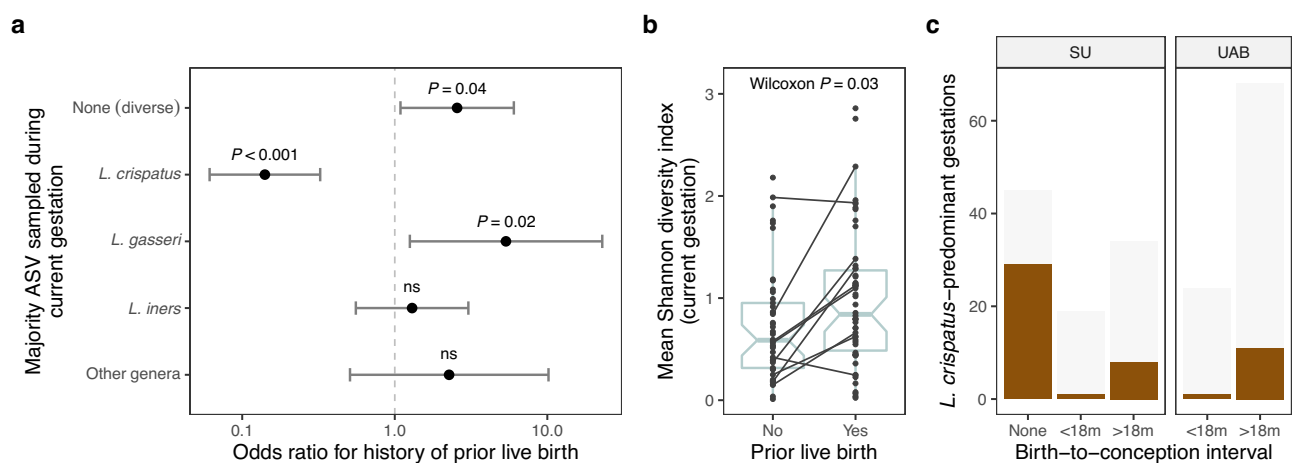 a
Majority ASV sampled during
current gestation
None (diverse)
L. crispatus
L. gasseri
L. iners
Other genera
P = 0.04
P < 0.001
P = 0.02
ns
ns
0.1
1.0
10.0
Odds ratio for history of prior live birth
b
Mean Shannon diversity index
(current gestation)
3
2
1
0
Wilcoxon P = 0.03
No
Yes
Prior live birth
c
L. crispatus−predominant gestations
60
40
20
0
SU
UAB
None
<18m
>18m
<18m
>18m
Birth−to−conception interval